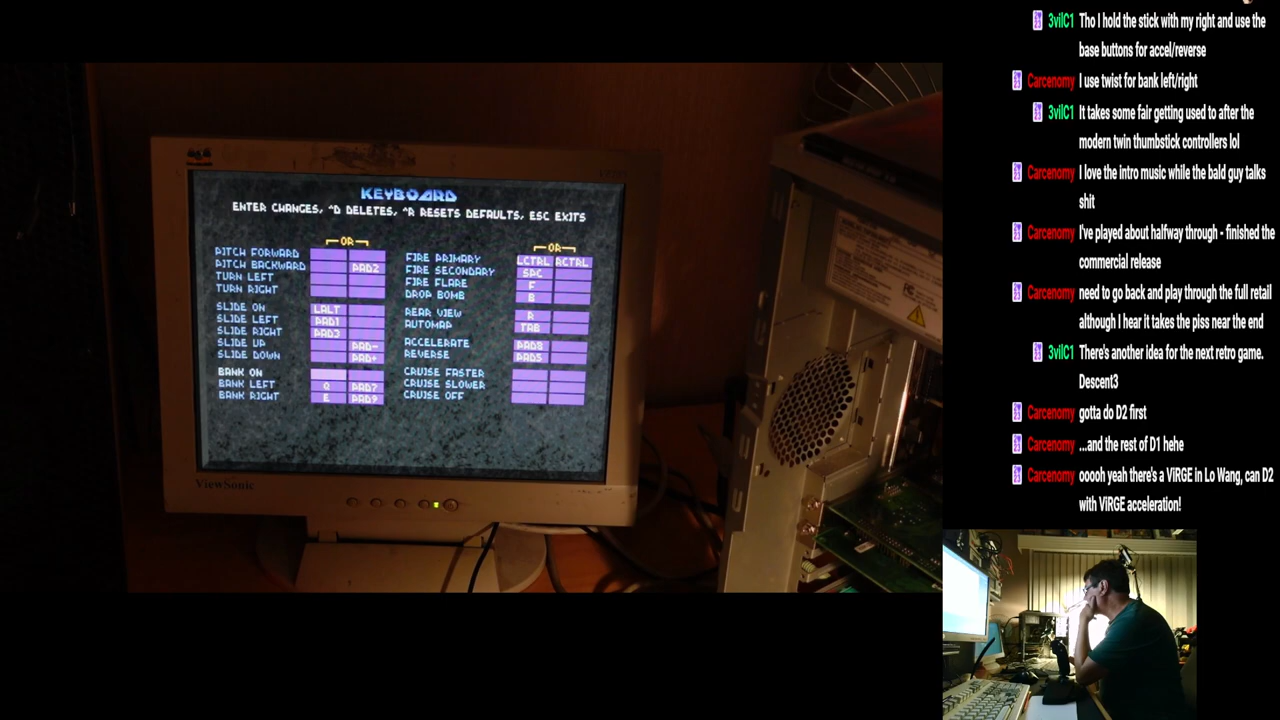 KEYBOARD
ENTER CHANGES, ^D DELETES, ^R RESETS DEFAULTS, ESC EXITS
OR
OR
PITCH FORWARD
PITCH BACKWARD PAD2
TURN LEFT
TURN RIGHT
SLIDE ON LALT
SLIDE LEFT PAD1
SLIDE RIGHT PAD3
SLIDE UP PAD-
SLIDE DOWN PAD+
BANK ON
BANK LEFT Q PAD7
BANK RIGHT E PAD9
FIRE PRIMARY LCTRL RCTRL
FIRE SECONDARY SPC
FIRE FLARE F
DROP BOMB B
REAR VIEW R
AUTOMAP TAB
ACCELERATE PAD8
REVERSE PAD5
CRUISE FASTER
CRUISE SLOWER
CRUISE OFF
ViewSonic
3vilC1 Tho I hold the stick with my right and use the
base buttons for accel/reverse
Carcenomy I use twist for bank left/right
3vilC1 It takes some fair getting used to after the
modern twin thumbstick controllers lol
Carcenomy I love the intro music while the bald guy talks
shit
Carcenomy I've played about halfway through - finished the
commercial release
Carcenomy need to go back and play through the full retail
although I hear it takes the piss near the end
3vilC1 There's another idea for the next retro game.
Descent3
Carcenomy gotta do D2 first
Carcenomy ...and the rest of D1 hehe
Carcenomy ooooh yeah there's a ViRGE in Lo Wang, can D2
with ViRGE acceleration!